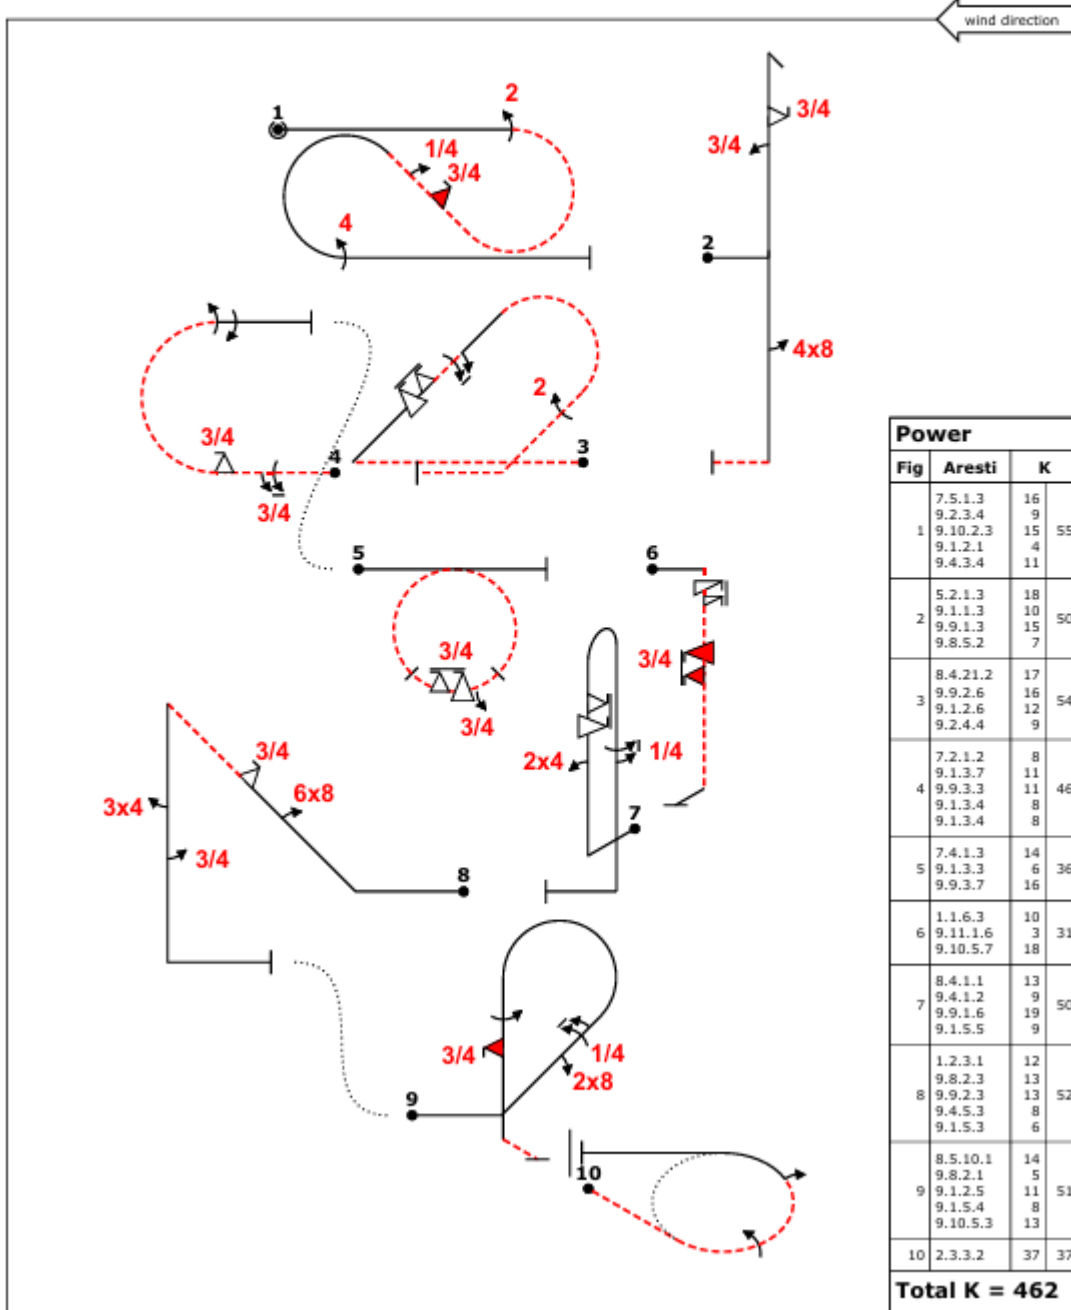 wind direction
1
2
1/4
3/4
4
3/4
3/4
2
4x8
3/4
4
3/4
2
3
5
6
3/4
3/4
3/4
2x4
1/4
7
3/4
6x8
3x4
3/4
8
3/4
1/4
2x8
9
10
Power
Fig Aresti K
7.5.1.3 16
9.2.3.4 9
1 9.10.2.3 15 55
9.1.2.1 4
9.4.3.4 11
5.2.1.3 18
2 9.1.1.3 10 50
9.9.1.3 15
9.8.5.2 7
8.4.21.2 17
3 9.9.2.6 16 54
9.1.2.6 12
9.2.4.4 9
7.2.1.2 8
9.1.3.7 11
4 9.9.3.3 11 46
9.1.3.4 8
9.1.3.4 8
7.4.1.3 14
5 9.1.3.3 6 36
9.9.3.7 16
1.1.6.3 10
6 9.11.1.6 3 31
9.10.5.7 18
8.4.1.1 13
7 9.4.1.2 9 50
9.9.1.6 19
9.1.5.5 9
1.2.3.1 12
9.8.2.3 13
8 9.9.2.3 13 52
9.4.5.3 8
9.1.5.3 6
8.5.10.1 14
9.8.2.1 5
9 9.1.2.5 11 51
9.1.5.4 8
9.10.5.3 13
10 2.3.3.2 37 37
Total K = 462